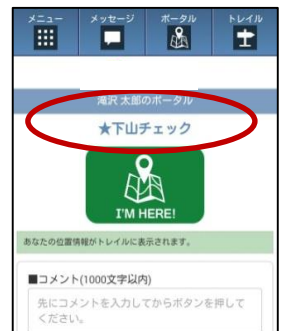 メニュー
メッセージ
ポータル
トレイル
滝沢 太郎のポータル
★下山チェック
I'M HERE!
あなたの位置情報がトレイルに表示されます。
■コメント(1000文字以内)
先にコメントを入力してからボタンを押して
ください。